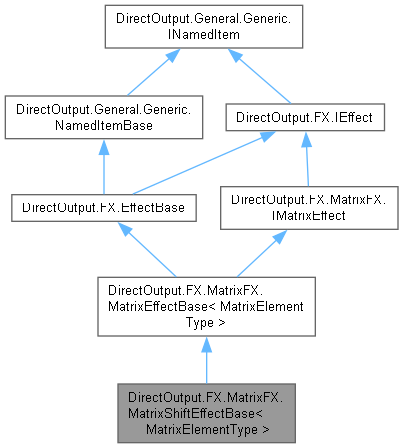 DirectOutput.General.Generic.
INamedItem
DirectOutput.General.Generic.
NamedItemBase
DirectOutput.FX.IEffect
DirectOutput.FX.EffectBase
DirectOutput.FX.MatrixFX.
IMatrixEffect
DirectOutput.FX.MatrixFX.
MatrixEffectBase< MatrixElement
Type >
DirectOutput.FX.MatrixFX.
MatrixShiftEffectBase<
MatrixElementType >